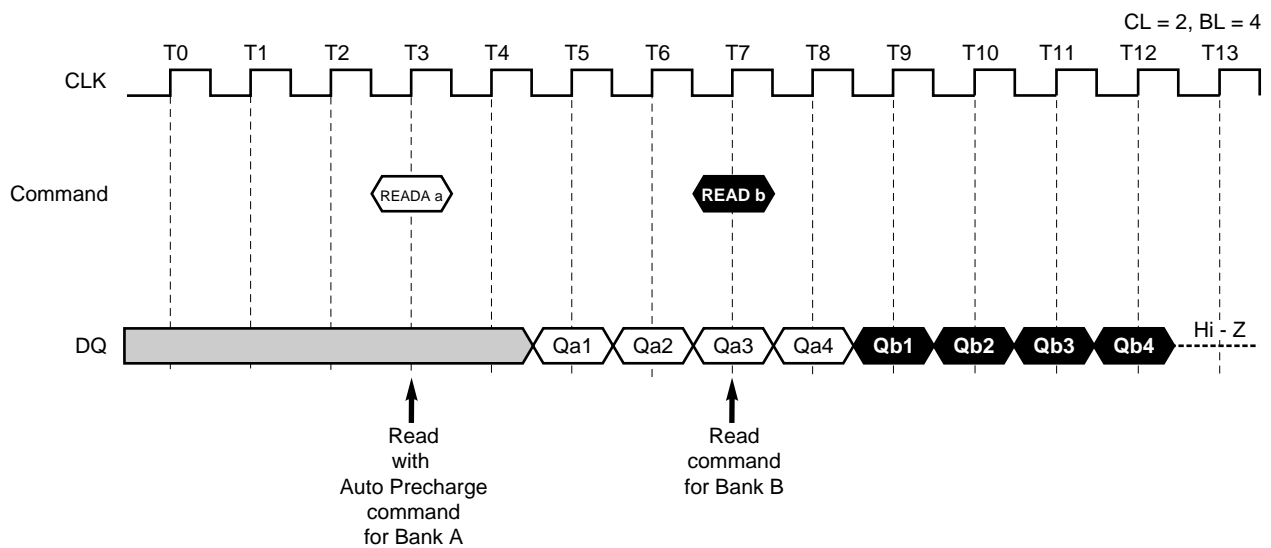 CL = 2, BL = 4
T0 T1 T2 T3 T4 T5 T6 T7 T8 T9 T10 T11 T12 T13
CLK
Command
READA a
READ b
DQ
Qa1 Qa2 Qa3 Qa4 Qb1 Qb2 Qb3 Qb4
Hi - Z
Read
with
Auto Precharge
command
for Bank A
Read
command
for Bank B